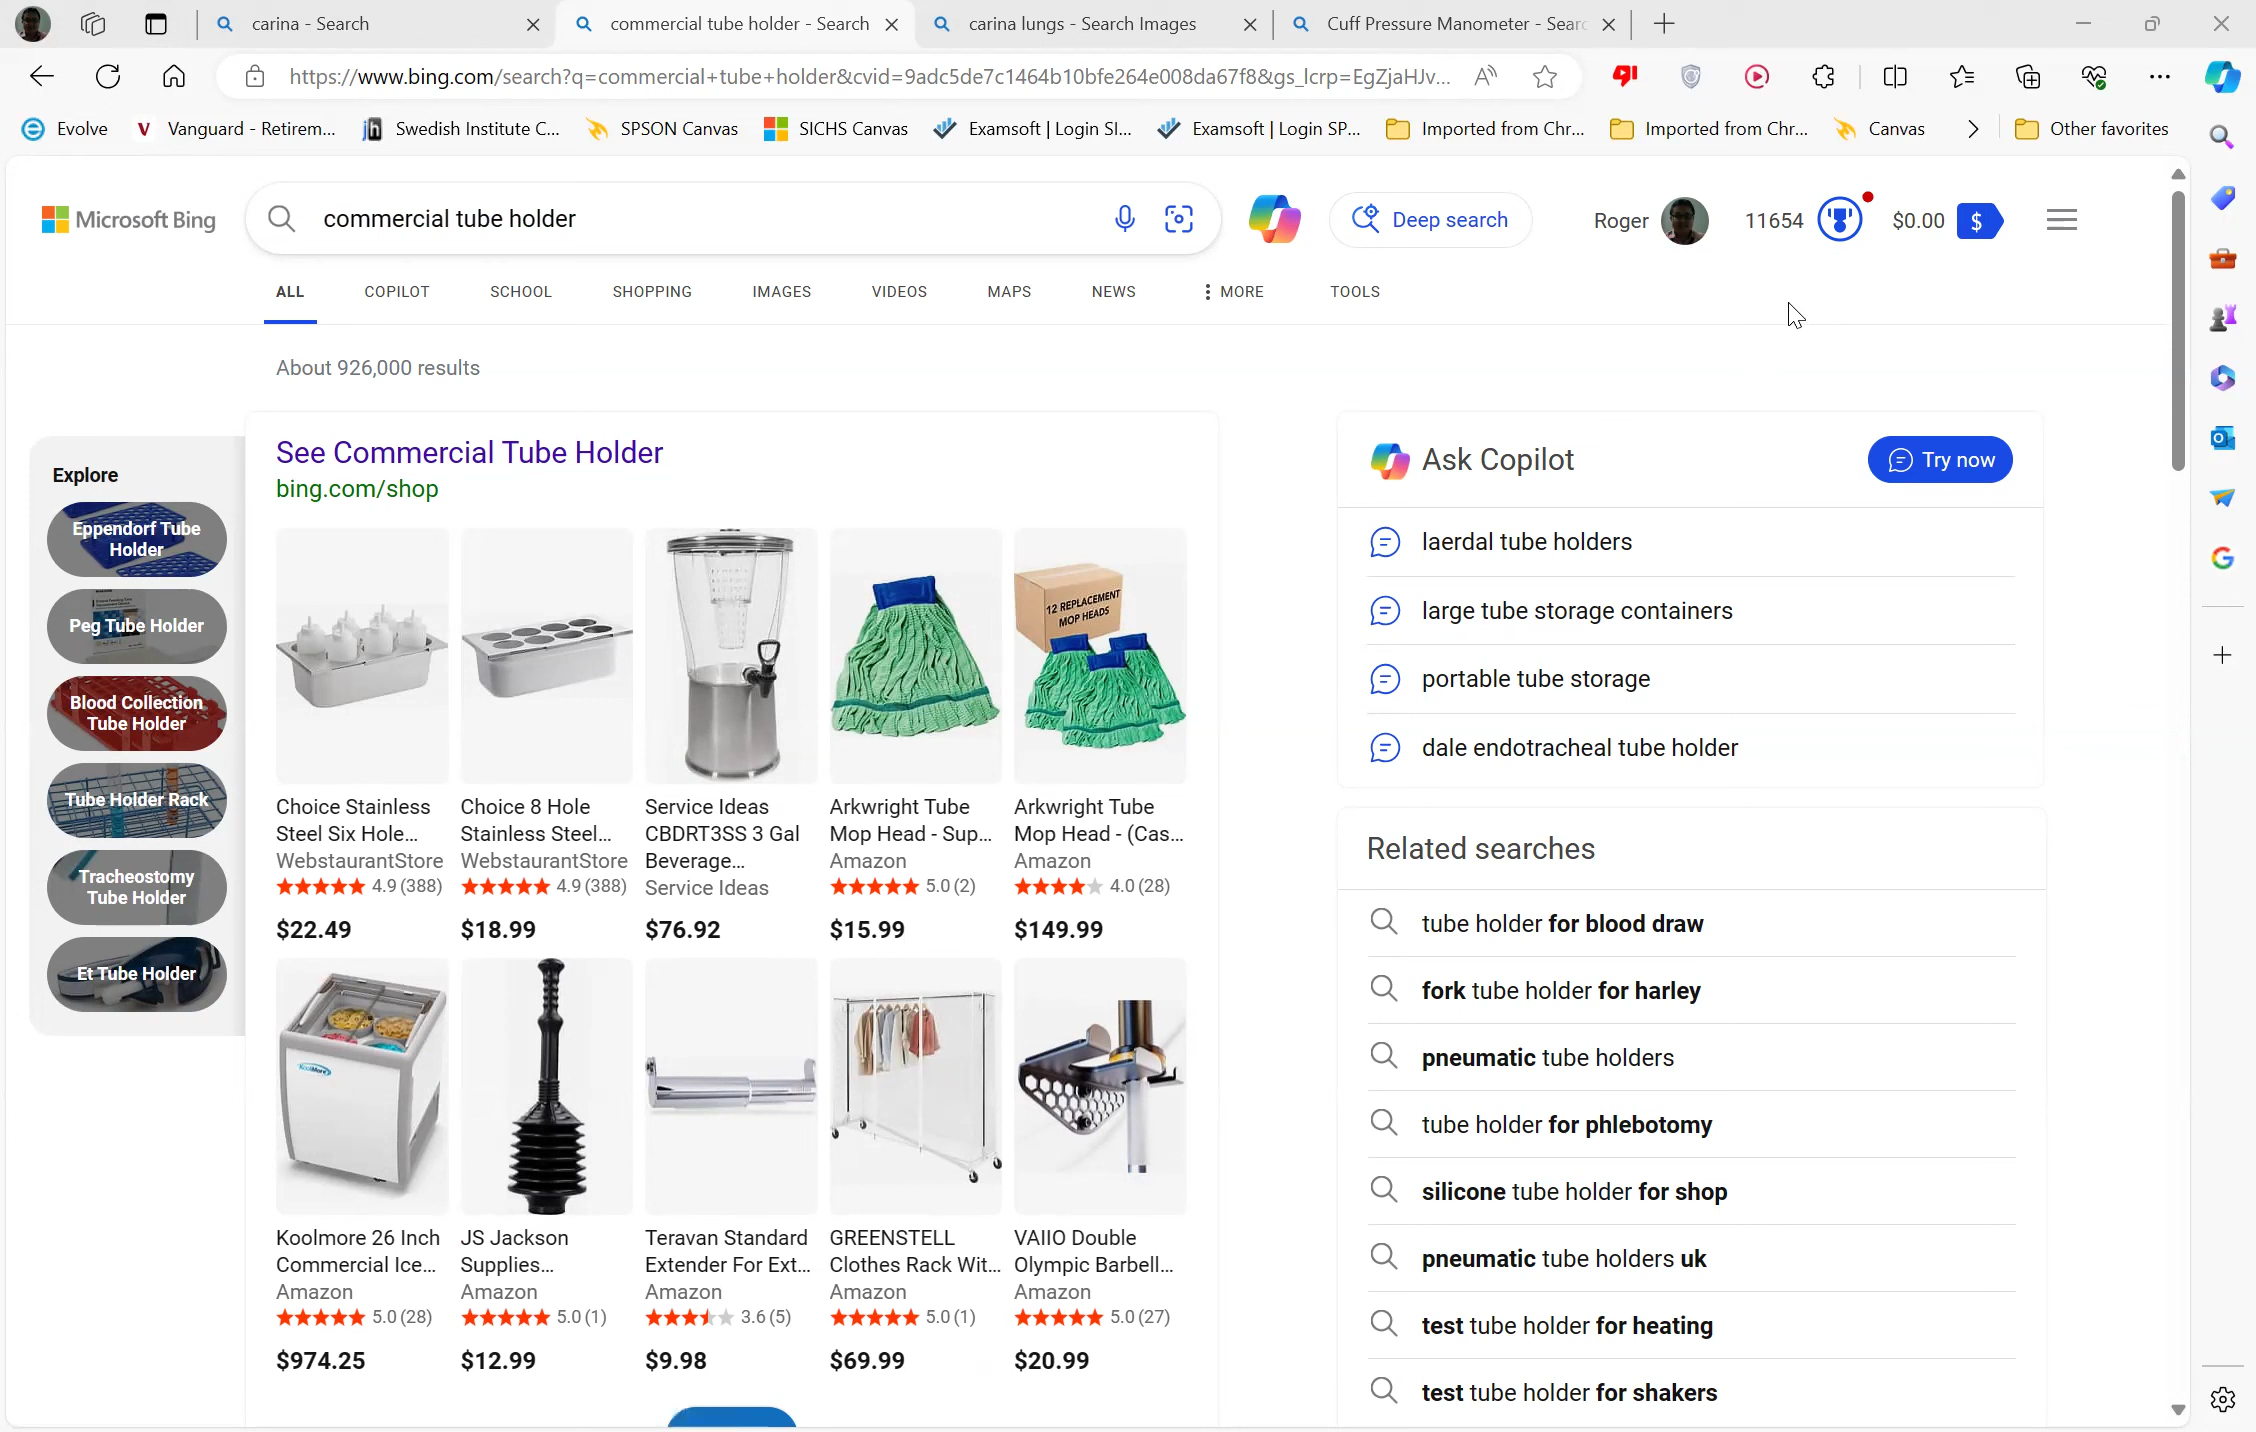 carina - Search
commercial tube holder - Search
carina lungs - Search Images
Cuff Pressure Manometer - Searc
https://www.bing.com/search?q=commercial+tube+holder&cvid=9adc5de7c1464b10bfe264e008da67f8&gs_lcrp=EgZjaHJv...
Evolve
Vanguard - Retirem...
Swedish Institute C...
SPSON Canvas
SICHS Canvas
Examsoft | Login SI...
Examsoft | Login SP...
Imported from Chr...
Imported from Chr...
Canvas
Other favorites
Microsoft Bing
commercial tube holder
Deep search
Roger
11654
$0.00
ALL
COPILOT
SCHOOL
SHOPPING
IMAGES
VIDEOS
MAPS
NEWS
MORE
TOOLS
About 926,000 results
Explore
Eppendorf Tube
Holder
Peg Tube Holder
Blood Collection
Tube Holder
Tube Holder Rack
Tracheostomy
Tube Holder
Et Tube Holder
See Commercial Tube Holder
bing.com/shop
12 REPLACEMENT
MOP HEADS
Choice Stainless
Steel Six Hole...
WebstaurantStore
4.9 (388)
$22.49
Choice 8 Hole
Stainless Steel...
WebstaurantStore
4.9 (388)
$18.99
Service Ideas
CBDRT3SS 3 Gal
Beverage...
Service Ideas
$76.92
Arkwright Tube
Mop Head - Sup...
Amazon
5.0 (2)
$15.99
Arkwright Tube
Mop Head - (Cas...
Amazon
4.0 (28)
$149.99
KoolMore
Koolmore 26 Inch
Commercial Ice...
Amazon
5.0 (28)
$974.25
JS Jackson
Supplies...
Amazon
5.0 (1)
$12.99
Teravan Standard
Extender For Ext...
Amazon
3.6 (5)
$9.98
GREENSTELL
Clothes Rack Wit...
Amazon
5.0 (1)
$69.99
VAIIO Double
Olympic Barbell...
Amazon
5.0 (27)
$20.99
Ask Copilot
Try now
laerdal tube holders
large tube storage containers
portable tube storage
dale endotracheal tube holder
Related searches
tube holder for blood draw
fork tube holder for harley
pneumatic tube holders
tube holder for phlebotomy
silicone tube holder for shop
pneumatic tube holders uk
test tube holder for heating
test tube holder for shakers